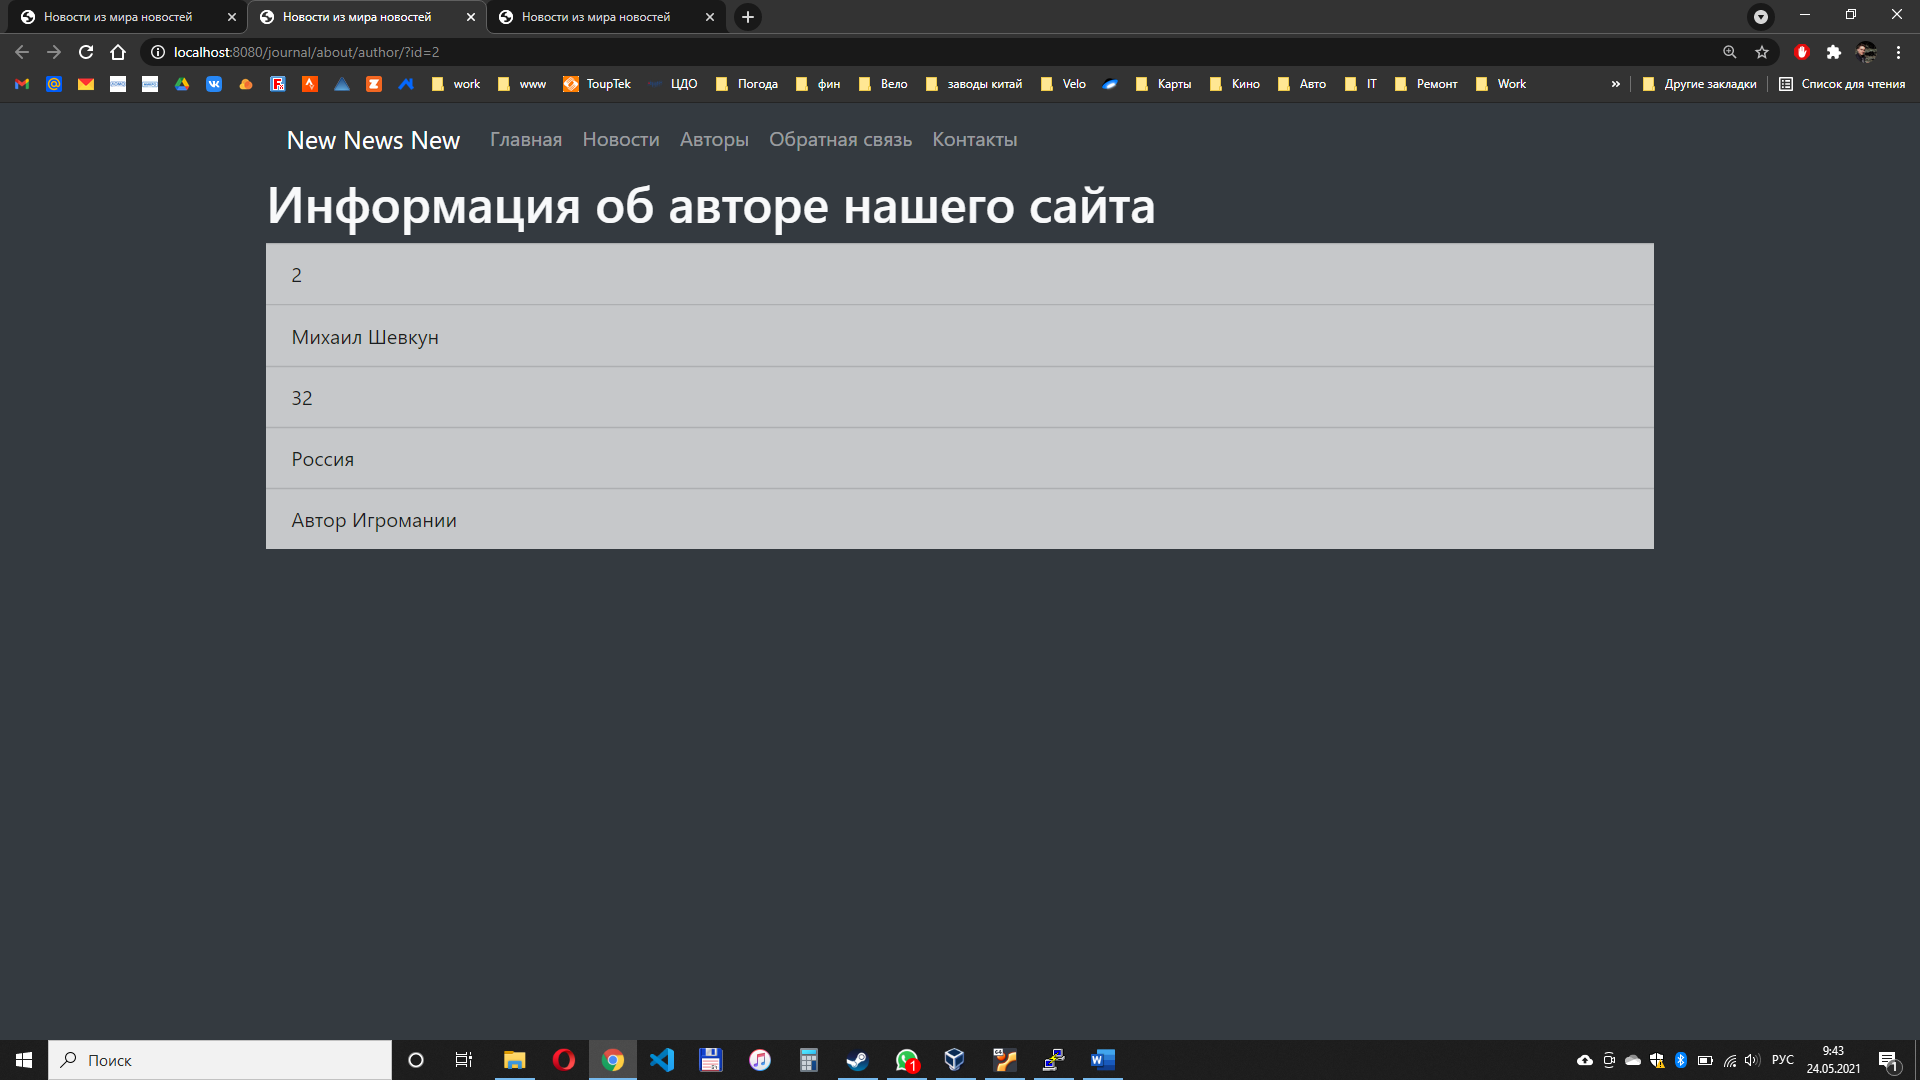 Новости из мира новостей
Новости из мира новостей
Новости из мира новостей
localhost:8080/journal/about/author/?id=2
work www ToupTek ЦДО Погода фин Вело заводы китай Velo Карты Кино Авто IT Ремонт Work » Другие закладки Список для чтения
New News New Главная Новости Авторы Обратная связь Контакты
Информация об авторе нашего сайта
2
Михаил Шевкун
32
Россия
Автор Игромании
Поиск
1
РУС
9:43
24.05.2021
1